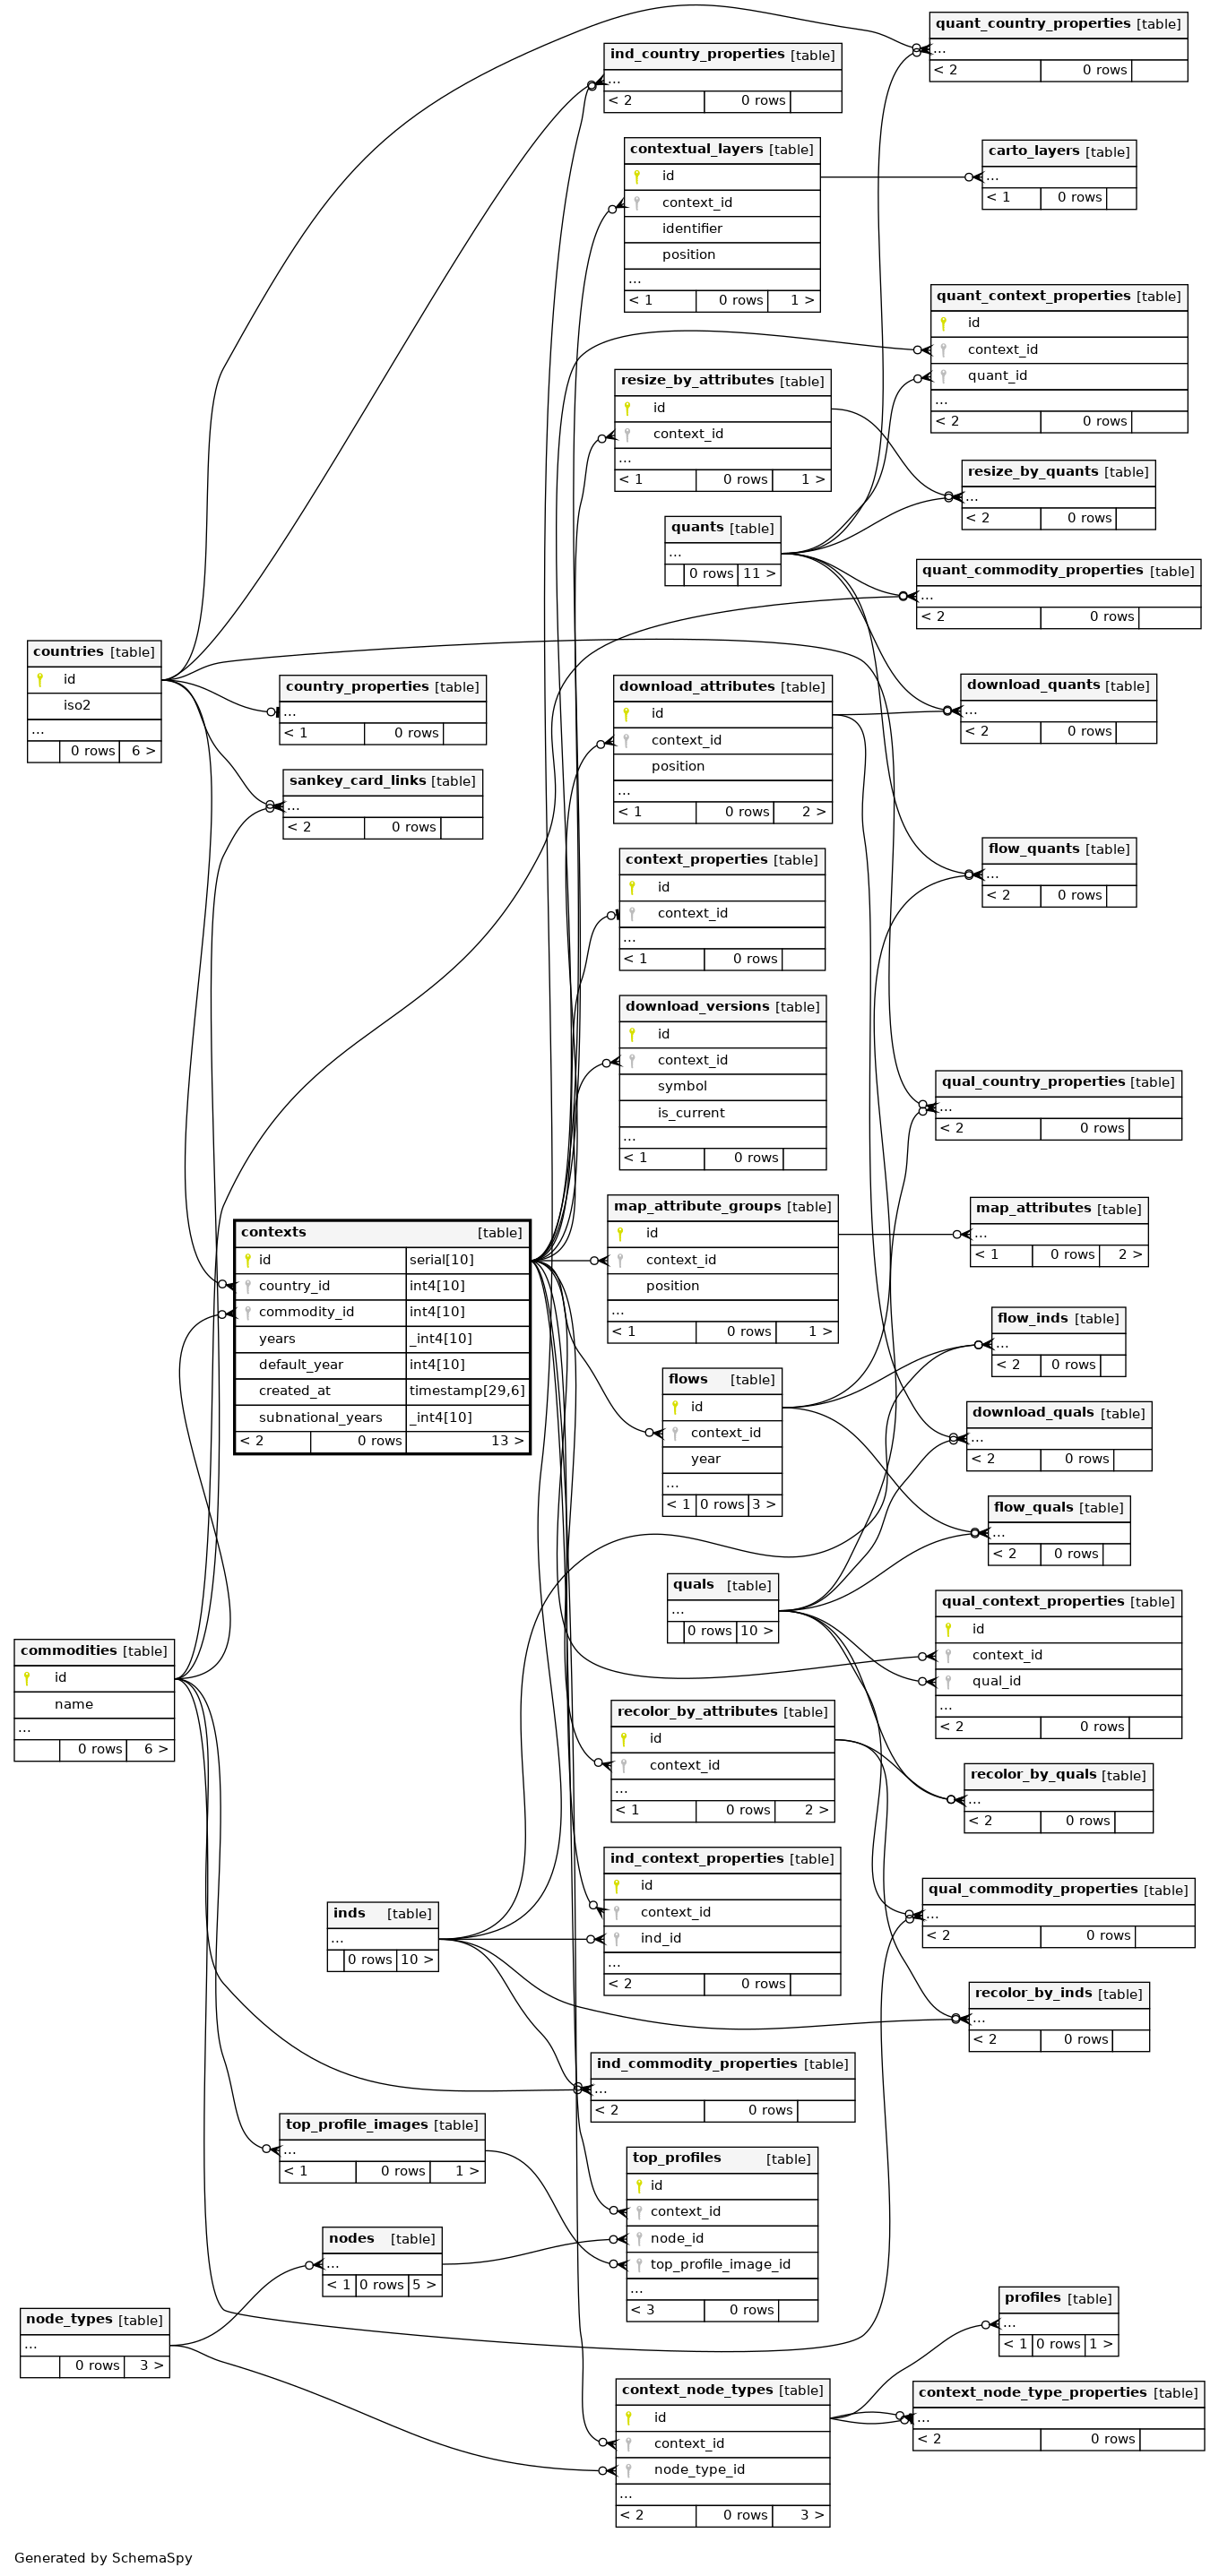 quant_country_properties [table]
...
< 2 0 rows
ind_country_properties [table]
...
< 2 0 rows
contextual_layers [table]
id
context_id
identifier
position
...
< 1 0 rows 1 >
carto_layers [table]
...
< 1 0 rows
quant_context_properties [table]
id
context_id
quant_id
...
< 2 0 rows
resize_by_attributes [table]
id
context_id
...
< 1 0 rows 1 >
resize_by_quants [table]
...
< 2 0 rows
quants [table]
...
0 rows 11 >
quant_commodity_properties [table]
...
< 2 0 rows
countries [table]
id
iso2
...
0 rows 6 >
country_properties [table]
...
< 1 0 rows
sankey_card_links [table]
...
< 2 0 rows
download_attributes [table]
id
context_id
position
...
< 1 0 rows 2 >
download_quants [table]
...
< 2 0 rows
context_properties [table]
id
context_id
...
< 1 0 rows
flow_quants [table]
...
< 2 0 rows
download_versions [table]
id
context_id
symbol
is_current
...
< 1 0 rows
qual_country_properties [table]
...
< 2 0 rows
contexts [table]
id serial[10]
country_id int4[10]
commodity_id int4[10]
years _int4[10]
default_year int4[10]
created_at timestamp[29,6]
subnational_years _int4[10]
< 2 0 rows 13 >
map_attribute_groups [table]
id
context_id
position
...
< 1 0 rows 1 >
map_attributes [table]
...
< 1 0 rows 2 >
flow_inds [table]
...
< 2 0 rows
flows [table]
id
context_id
year
...
< 1 0 rows 3 >
download_quals [table]
...
< 2 0 rows
flow_quals [table]
...
< 2 0 rows
quals [table]
...
0 rows 10 >
qual_context_properties [table]
id
context_id
qual_id
...
< 2 0 rows
commodities [table]
id
name
...
0 rows 6 >
recolor_by_attributes [table]
id
context_id
...
< 1 0 rows 2 >
recolor_by_quals [table]
...
< 2 0 rows
ind_context_properties [table]
id
context_id
ind_id
...
< 2 0 rows
qual_commodity_properties [table]
...
< 2 0 rows
inds [table]
...
0 rows 10 >
recolor_by_inds [table]
...
< 2 0 rows
ind_commodity_properties [table]
...
< 2 0 rows
top_profile_images [table]
...
< 1 0 rows 1 >
top_profiles [table]
id
context_id
node_id
top_profile_image_id
...
< 3 0 rows
nodes [table]
...
< 1 0 rows 5 >
node_types [table]
...
0 rows 3 >
profiles [table]
...
< 1 0 rows 1 >
context_node_types [table]
id
context_id
node_type_id
...
< 2 0 rows 3 >
context_node_type_properties [table]
...
< 2 0 rows
Generated by SchemaSpy